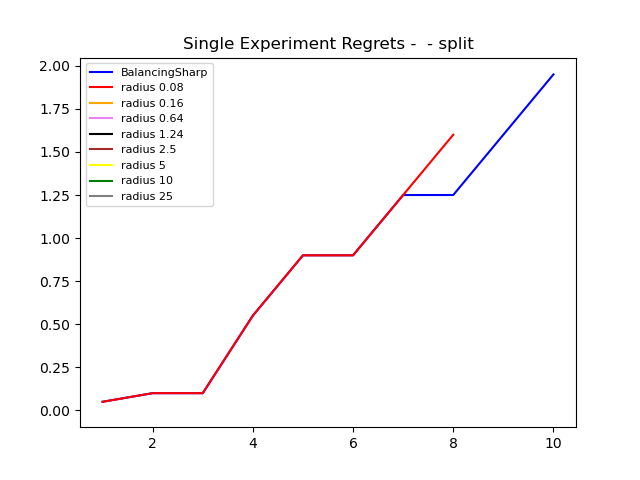 Single Experiment Regrets -  - split
2.00
1.75
1.50
1.25
1.00
0.75
0.50
0.25
0.00
BalancingSharp
radius 0.08
radius 0.16
radius 0.64
radius 1.24
radius 2.5
radius 5
radius 10
radius 25
2 4 6 8 10